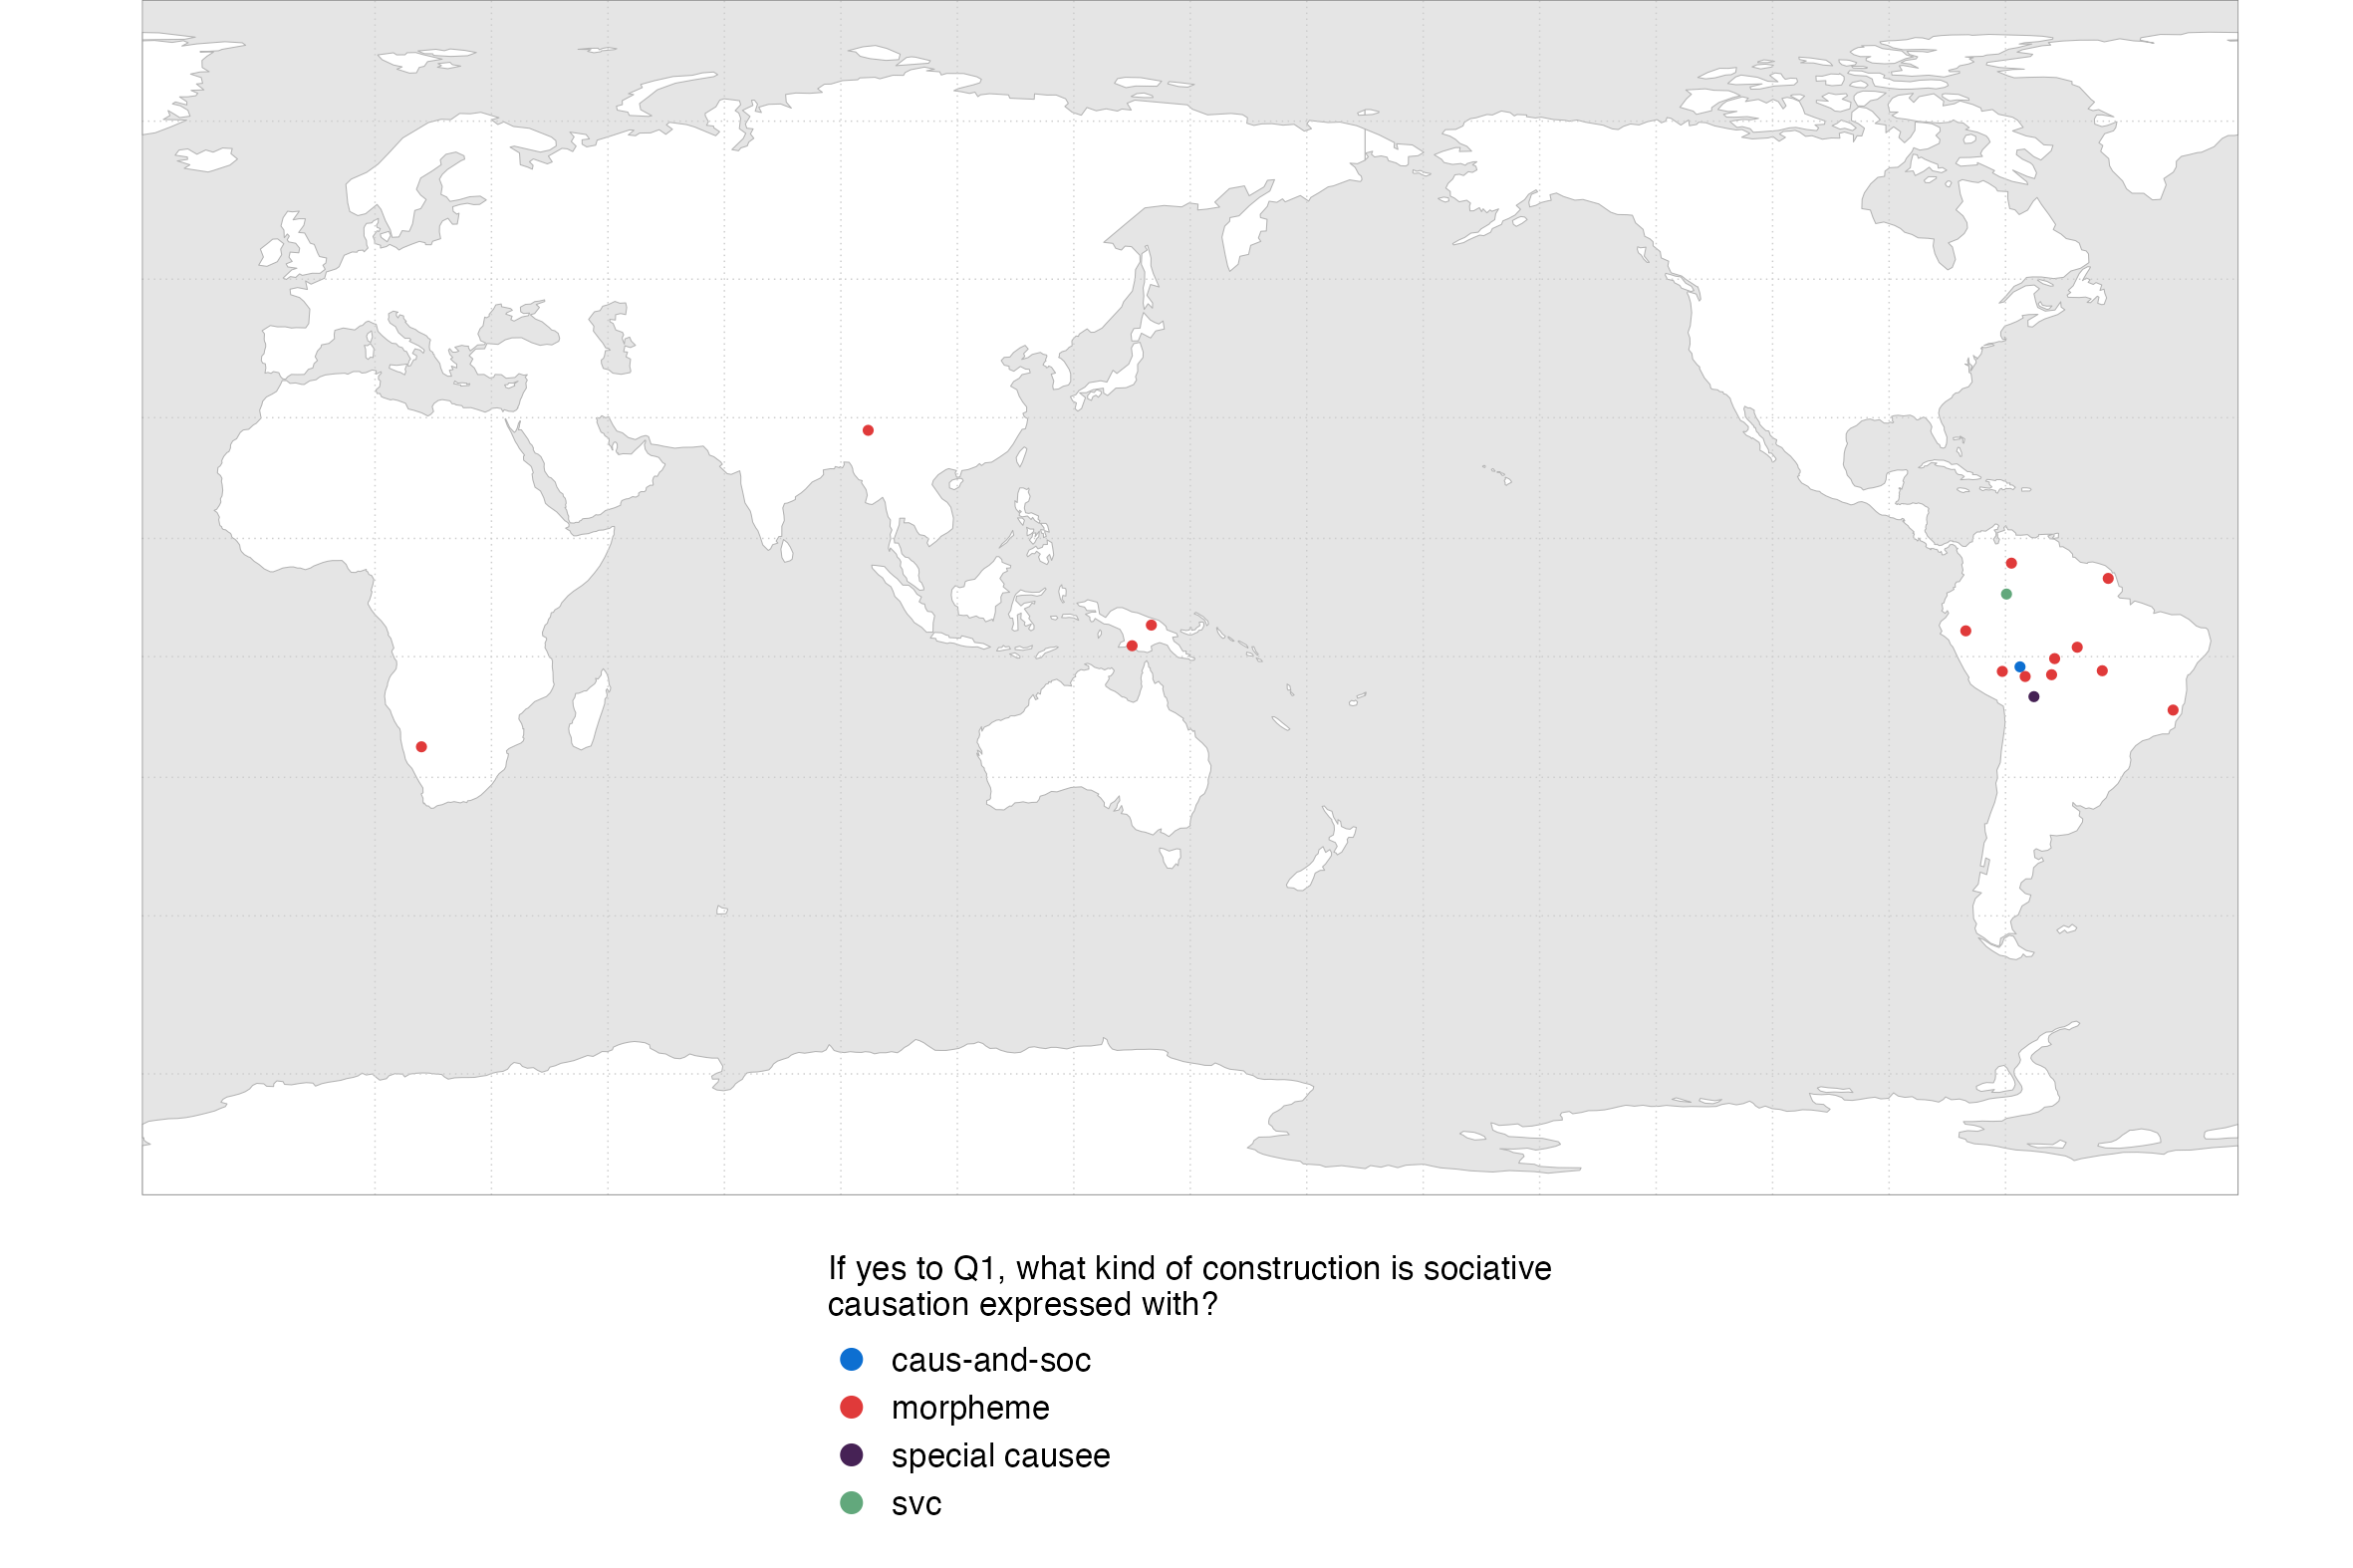 If yes to Q1, what kind of construction is sociative
causation expressed with?
caus-and-soc
morpheme
special causee
svc